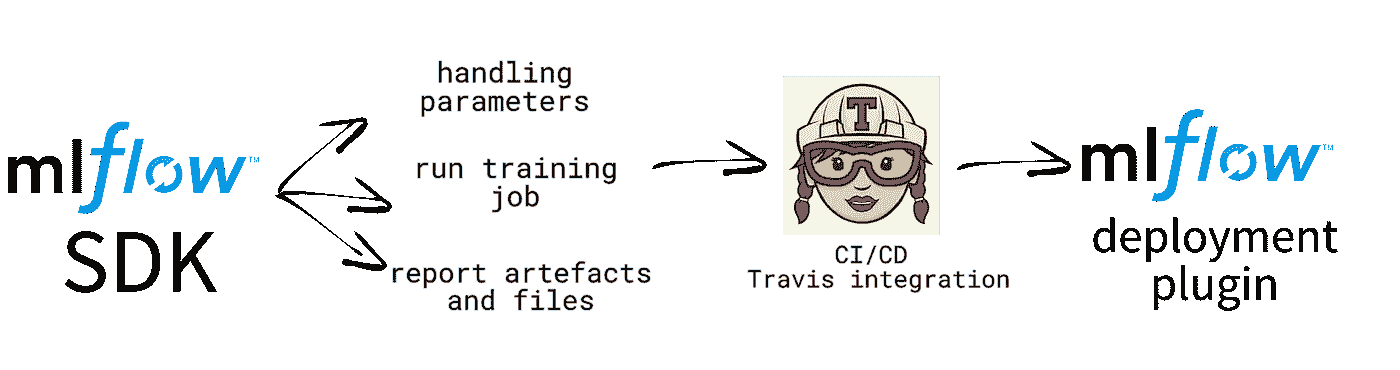 mlflow™
SDK
handling
parameters
run training
job
report artefacts
and files
T
CI/CD
Travis integration
mlflow™
deployment
plugin